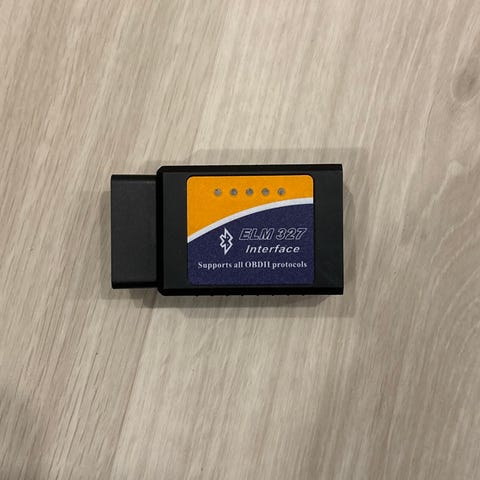 ELM 327
Interface
Supports all OBDII protocols